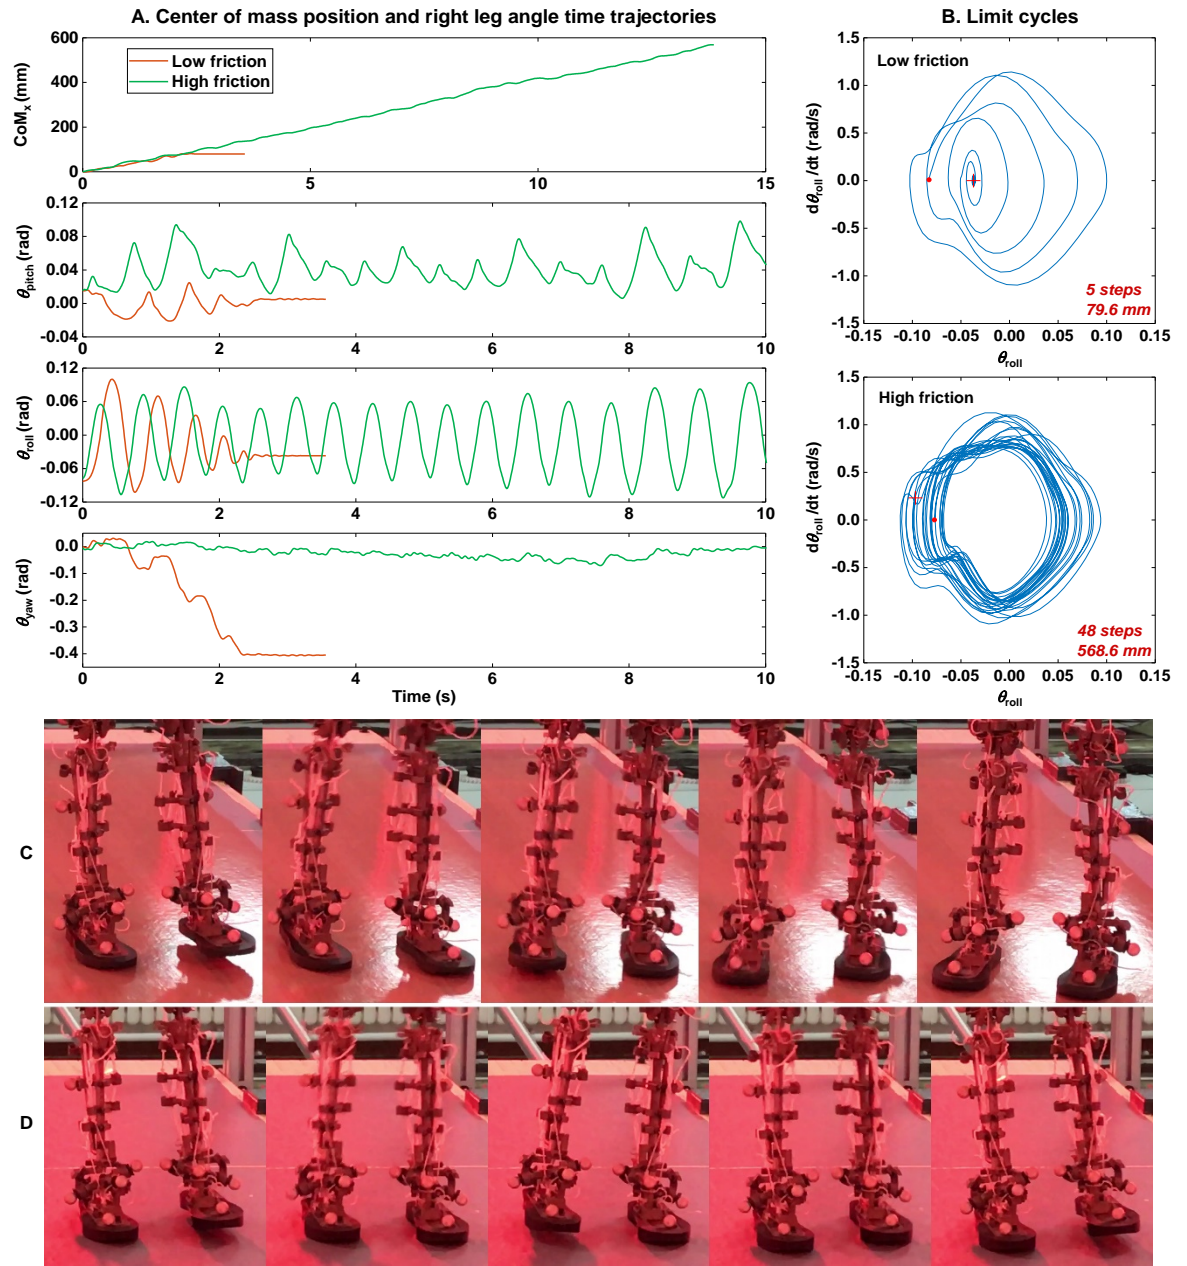 A. Center of mass position and right leg angle time trajectories
CoMx (mm)
600
400
200
0
Low friction
High friction
0 5 10 15
θpitch (rad)
0.12
0.08
0.04
0.00
-0.04
0 2 4 6 8 10
θroll (rad)
0.12
0.06
0.00
-0.06
-0.12
0 2 4 6 8 10
θyaw (rad)
0.0
-0.1
-0.2
-0.3
-0.4
0 2 4 6 8 10
Time (s)
B. Limit cycles
Low friction
dθroll/dt (rad/s)
1.5
1.0
0.5
0.0
-0.5
-1.0
-1.5
5 steps
79.6 mm
-0.15 -0.10 -0.05 0.00 0.05 0.10 0.15
θroll
High friction
dθroll/dt (rad/s)
1.5
1.0
0.5
0.0
-0.5
-1.0
-1.5
48 steps
568.6 mm
-0.15 -0.10 -0.05 0.00 0.05 0.10 0.15
θroll
C
D